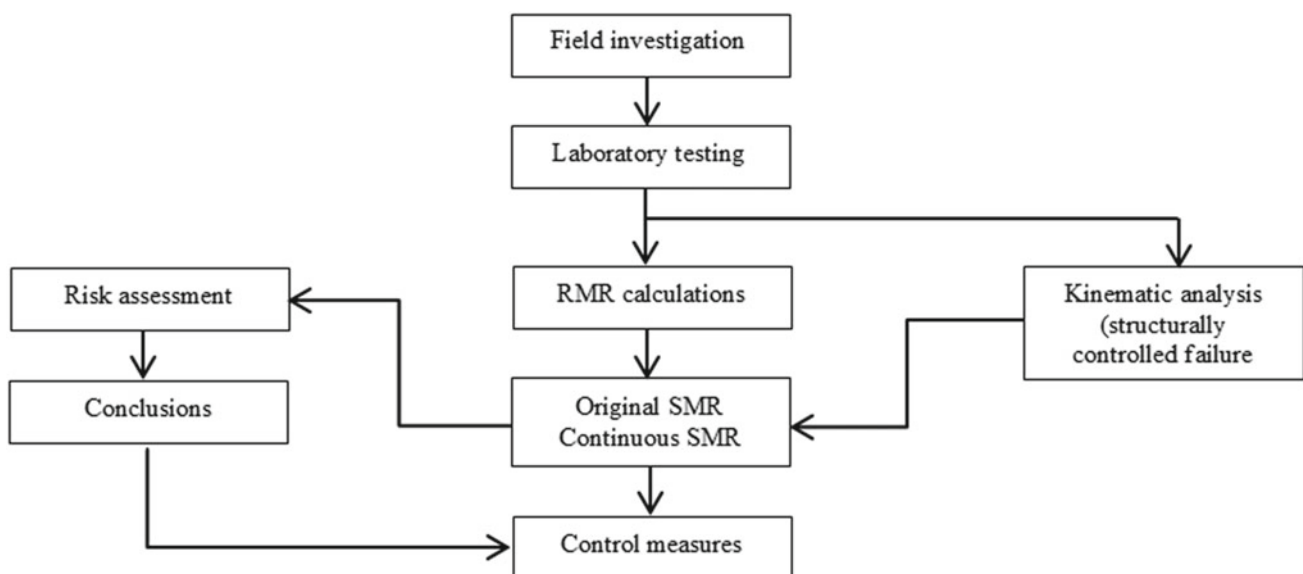 Field investigation
Laboratory testing
RMR calculations
Kinematic analysis
(structurally
controlled failure
Risk assessment
Conclusions
Original SMR
Continuous SMR
Control measures